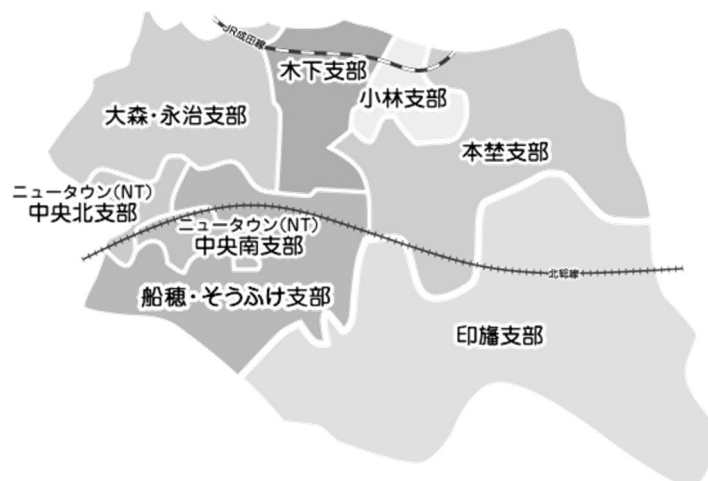 JR成田線
木下支部
小林支部
大森・永治支部
本埜支部
ニュータウン(NT)
中央北支部
ニュータウン(NT)
中央南支部
北総線
船穂・そうふけ支部
印旛支部